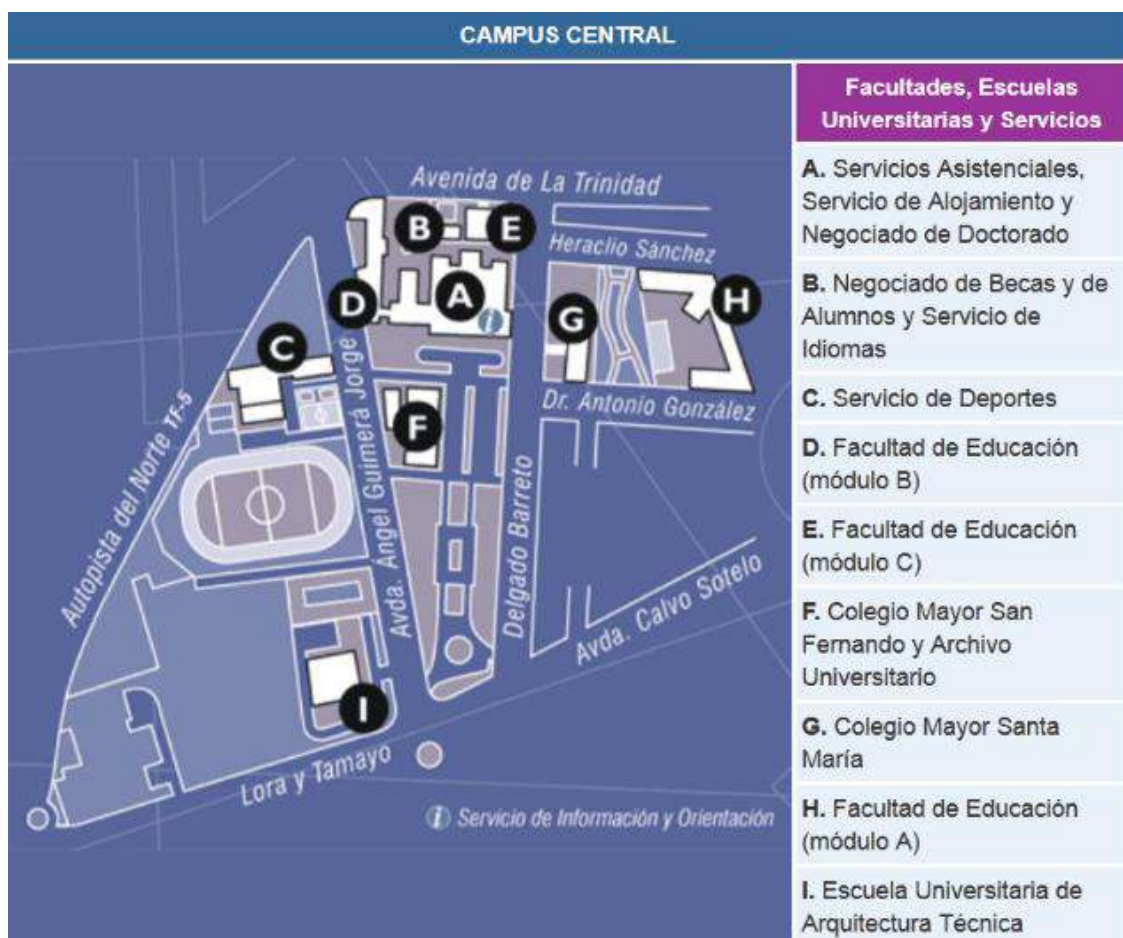 CAMPUS CENTRAL
Avenida de La Trinidad
Heraclio Sánchez
B
E
D
A
i
G
H
C
F
Dr. Antonio González
Autopista del Norte TF-5
Avda. Ángel Guimerá Jorge
Delgado Barreto
Avda. Calvo Sotelo
I
Lora y Tamayo
i Servicio de Información y Orientación
Facultades, Escuelas
Universitarias y Servicios
A. Servicios Asistenciales,
Servicio de Alojamiento y
Negociado de Doctorado
B. Negociado de Becas y de
Alumnos y Servicio de
Idiomas
C. Servicio de Deportes
D. Facultad de Educación
(módulo B)
E. Facultad de Educación
(módulo C)
F. Colegio Mayor San
Fernando y Archivo
Universitario
G. Colegio Mayor Santa
María
H. Facultad de Educación
(módulo A)
I. Escuela Universitaria de
Arquitectura Técnica